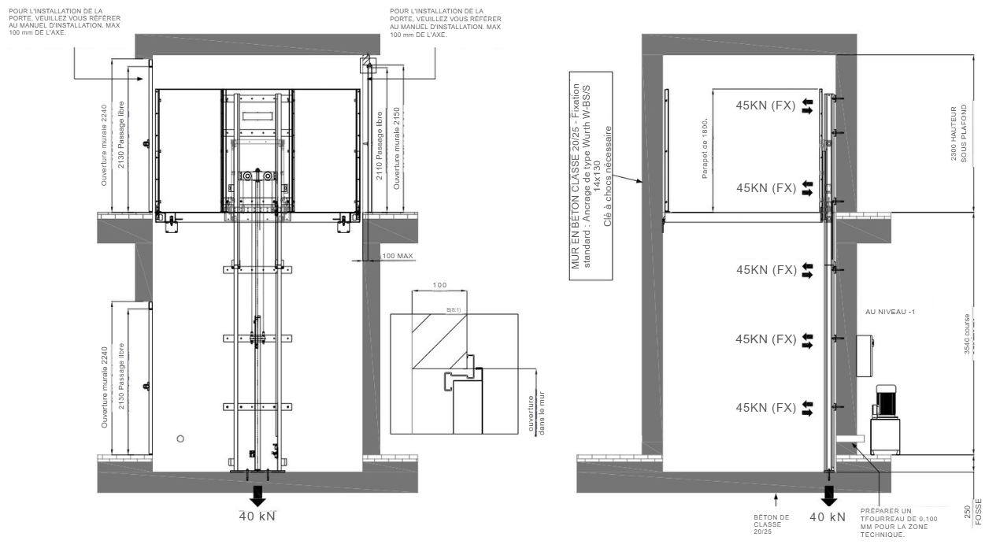 POUR L'INSTALLATION DE LA
PORTE, VEUILLEZ VOUS RÉFÉRER
AU MANUEL D'INSTALLATION. MAX
100 mm DE L'AXE.
POUR L'INSTALLATION DE LA
PORTE, VEUILLEZ VOUS RÉFÉRER
AU MANUEL D'INSTALLATION. MAX
100 mm DE L'AXE.
Ouverture murale 2240
2130 Passage libre
2110 Passage libre
Ouverture murale 2150
100 MAX
Ouverture murale 2240
2130 Passage libre
100
B(8:1)
ouverture
dans le mur
40 kN
MUR EN BÉTON CLASSE 20/25 - Fixation
standard : Ancrage de type Wurth W-BS/S
14x130
Clé à chocs nécessaire
Parapet de 1800,
45KN (FX)
45KN (FX)
45KN (FX)
45KN (FX)
45KN (FX)
2300 HAUTEUR
SOUS PLAFOND
AU NIVEAU -1
3540 course
250
FOSSE
BÉTON DE
CLASSE
20/25
40 kN
PRÉPARER UN
TFOURREAU DE 0,100
MM POUR LA ZONE
TECHNIQUE.